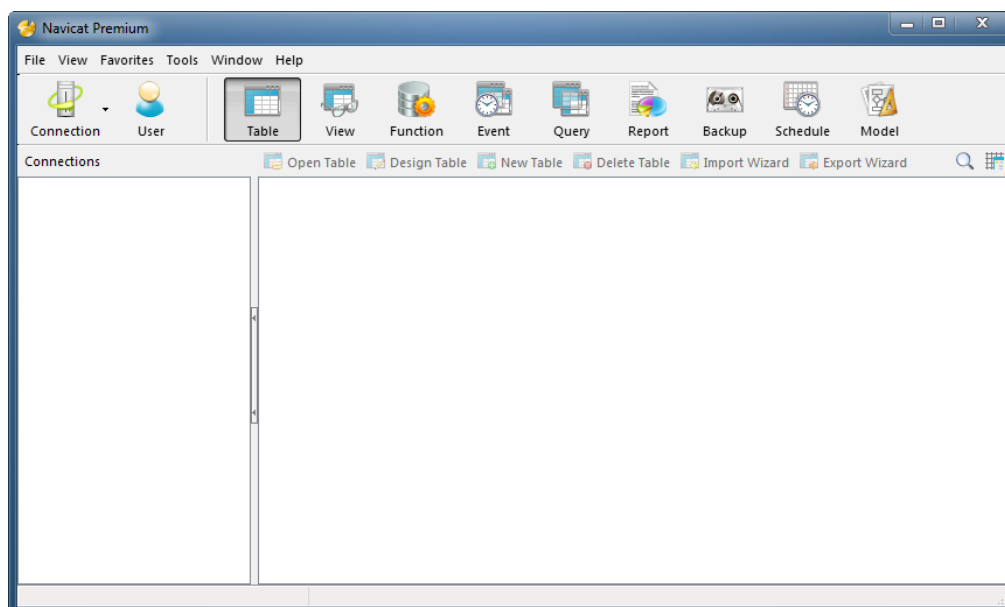 Navicat Premium
File View Favorites Tools Window Help
Connection User Table View Function Event Query Report Backup Schedule Model
Connections Open Table Design Table New Table Delete Table Import Wizard Export Wizard